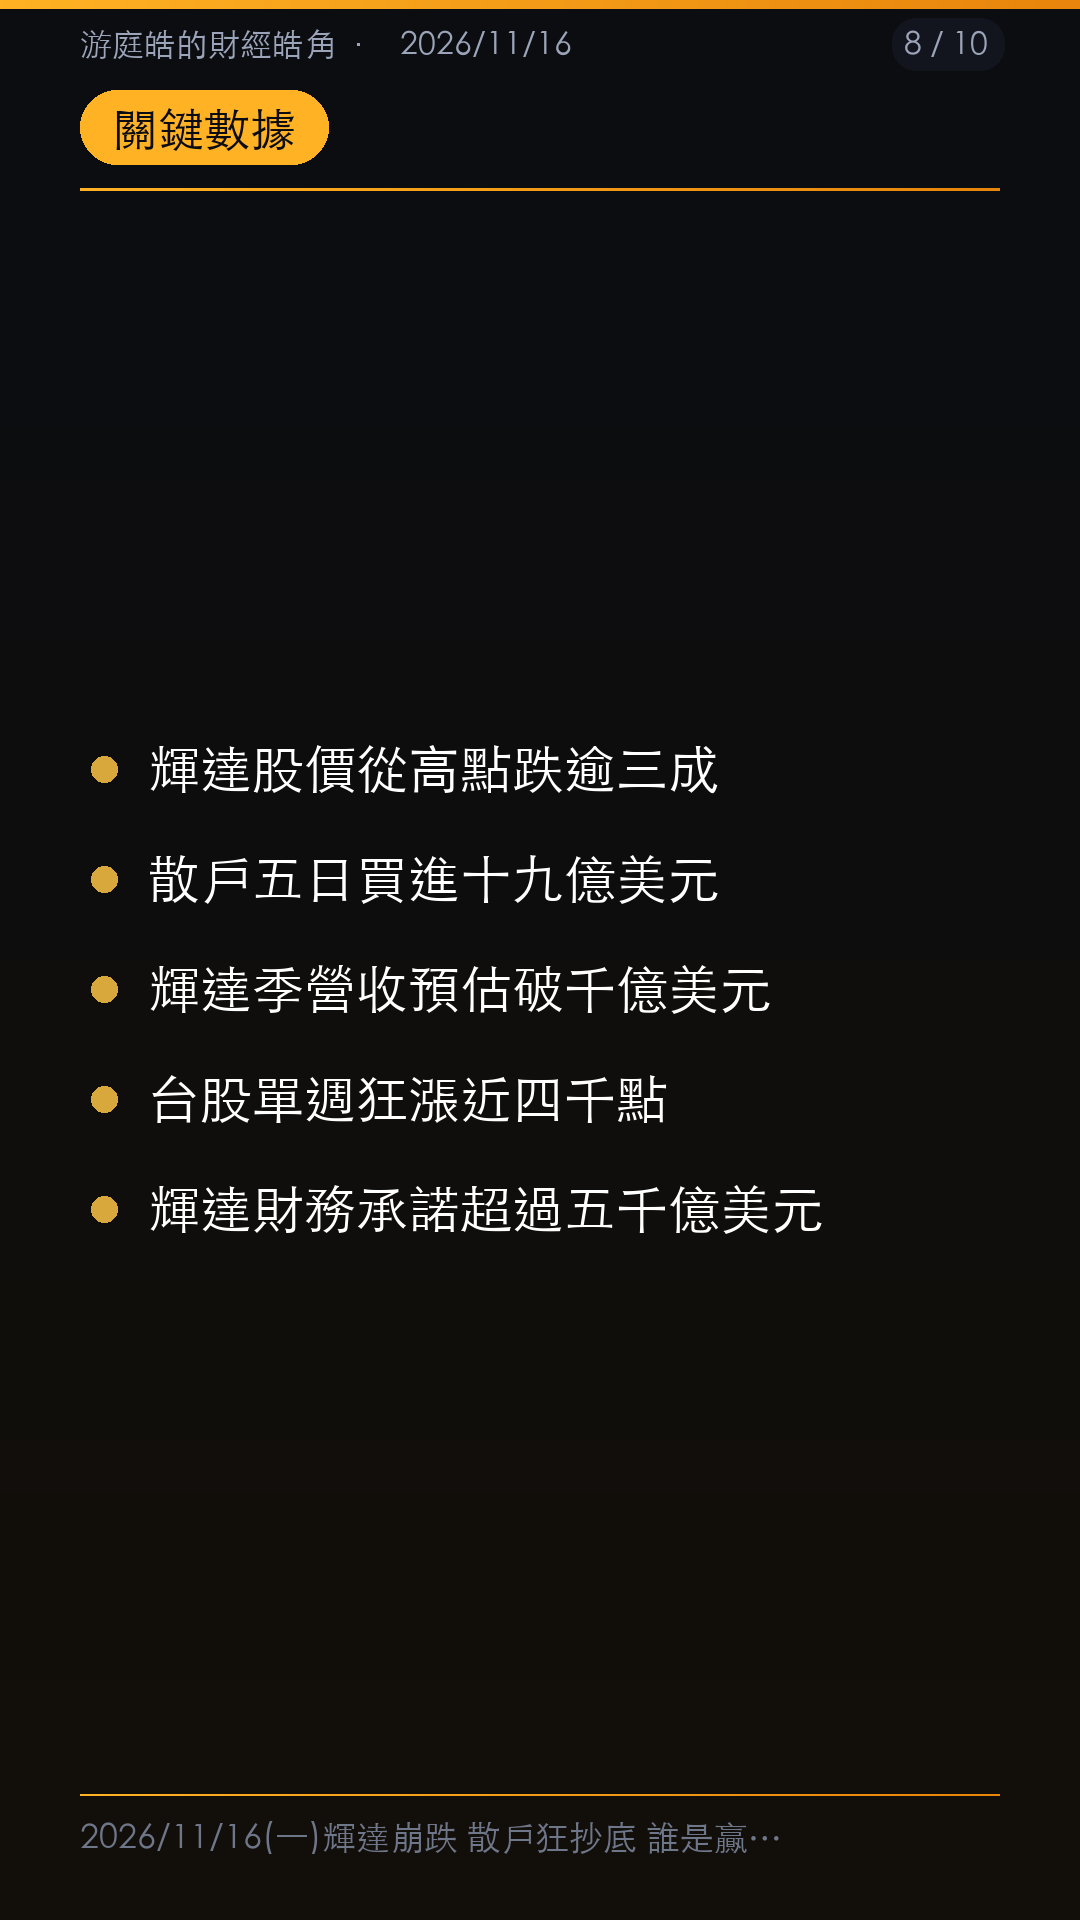 游庭皓的財經皓角 · 2026/11/16
8 / 10
關鍵數據
輝達股價從高點跌逾三成
散戶五日買進十九億美元
輝達季營收預估破千億美元
台股單週狂漲近四千點
輝達財務承諾超過五千億美元
2026/11/16(一)輝達崩跌 散戶狂抄底 誰是贏…